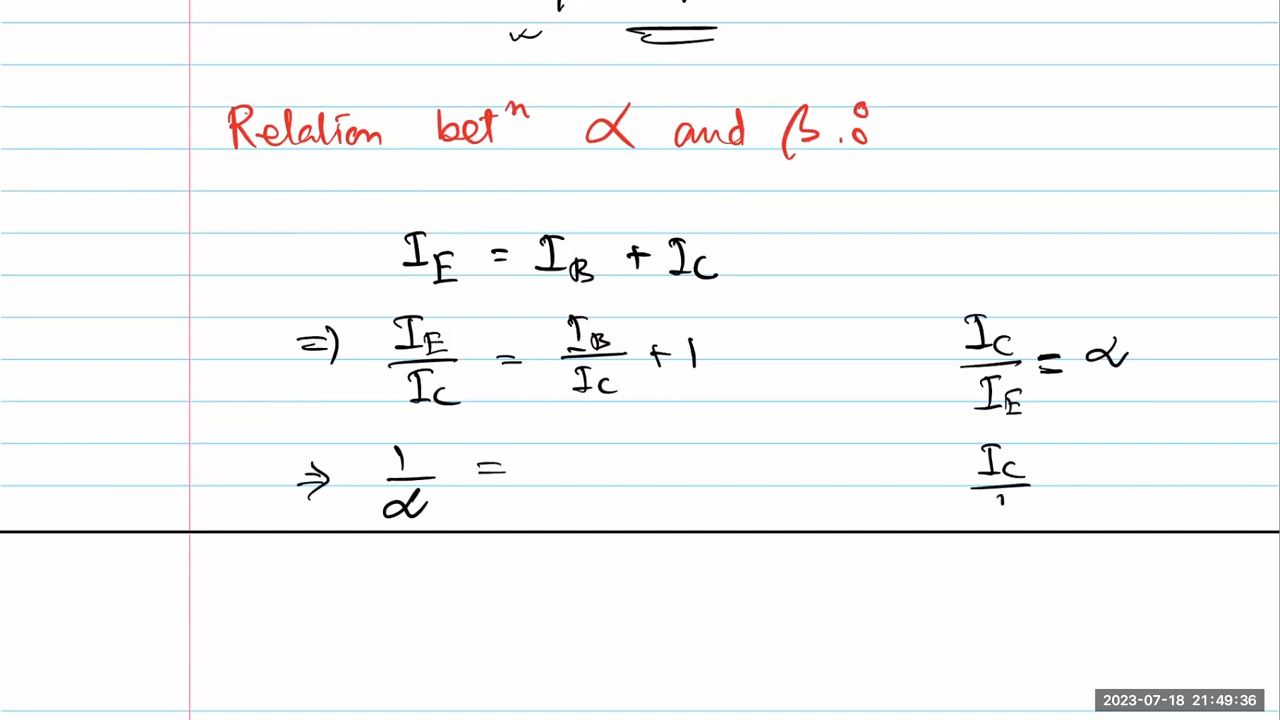 Relation betⁿ α and β :
I_E = I_B + I_C
=> I_E/I_C = I_B/I_C + 1
I_C/I_E = α
=> 1/α =
I_C/
2023-07-18 21:49:36